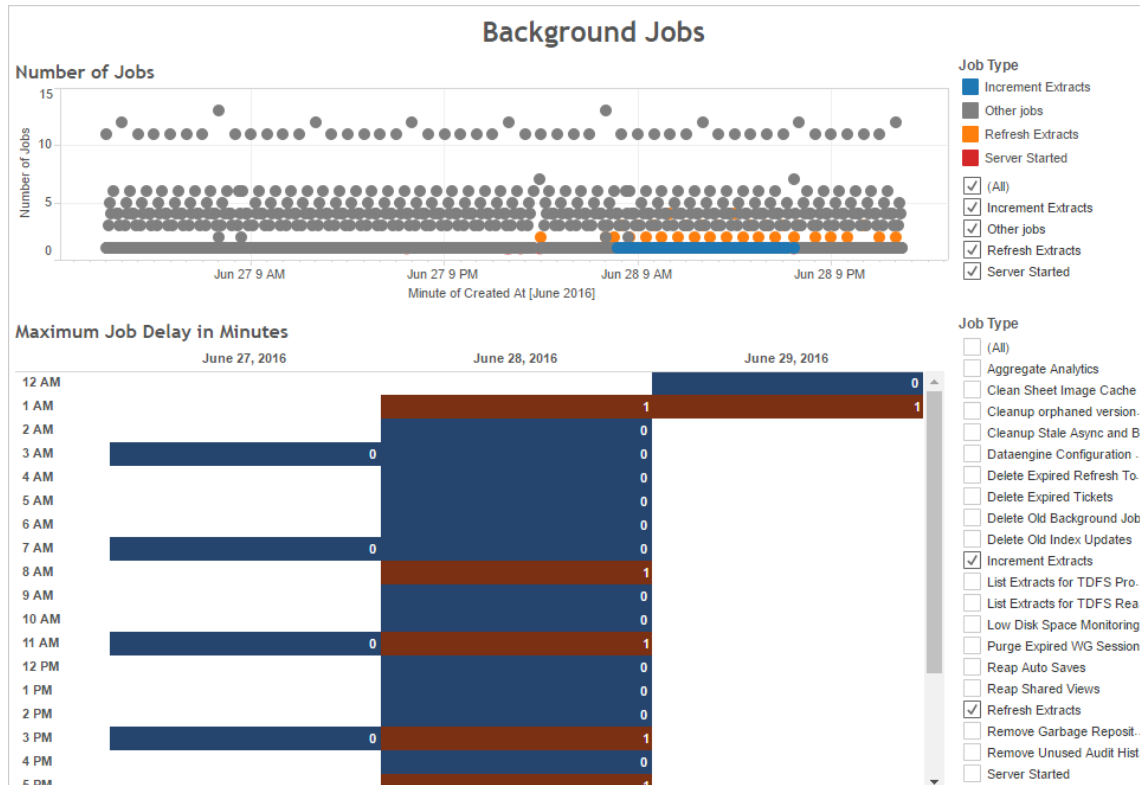 Background Jobs
Number of Jobs
15
10
5
0
Number of Jobs
Jun 27 9 AM
Jun 27 9 PM
Jun 28 9 AM
Jun 28 9 PM
Minute of Created At [June 2016]
Job Type
Increment Extracts
Other jobs
Refresh Extracts
Server Started
(All)
Increment Extracts
Other jobs
Refresh Extracts
Server Started
Maximum Job Delay in Minutes
June 27, 2016 June 28, 2016 June 29, 2016
12 AM 0
1 AM 1 1
2 AM 0
3 AM 0 0
4 AM 0
5 AM 0
6 AM 0
7 AM 0 0
8 AM 1
9 AM 0
10 AM 0
11 AM 0 1
12 PM 0
1 PM 0
2 PM 0
3 PM 0 1
4 PM 0
5 PM 1
Job Type
(All)
Aggregate Analytics
Clean Sheet Image Cache
Cleanup orphaned version..
Cleanup Stale Async and B
Dataengine Configuration ..
Delete Expired Refresh To..
Delete Expired Tickets
Delete Old Background Job
Delete Old Index Updates
Increment Extracts
List Extracts for TDFS Pro..
List Extracts for TDFS Rea
Low Disk Space Monitoring
Purge Expired WG Session
Reap Auto Saves
Reap Shared Views
Refresh Extracts
Remove Garbage Reposit..
Remove Unused Audit Hist
Server Started